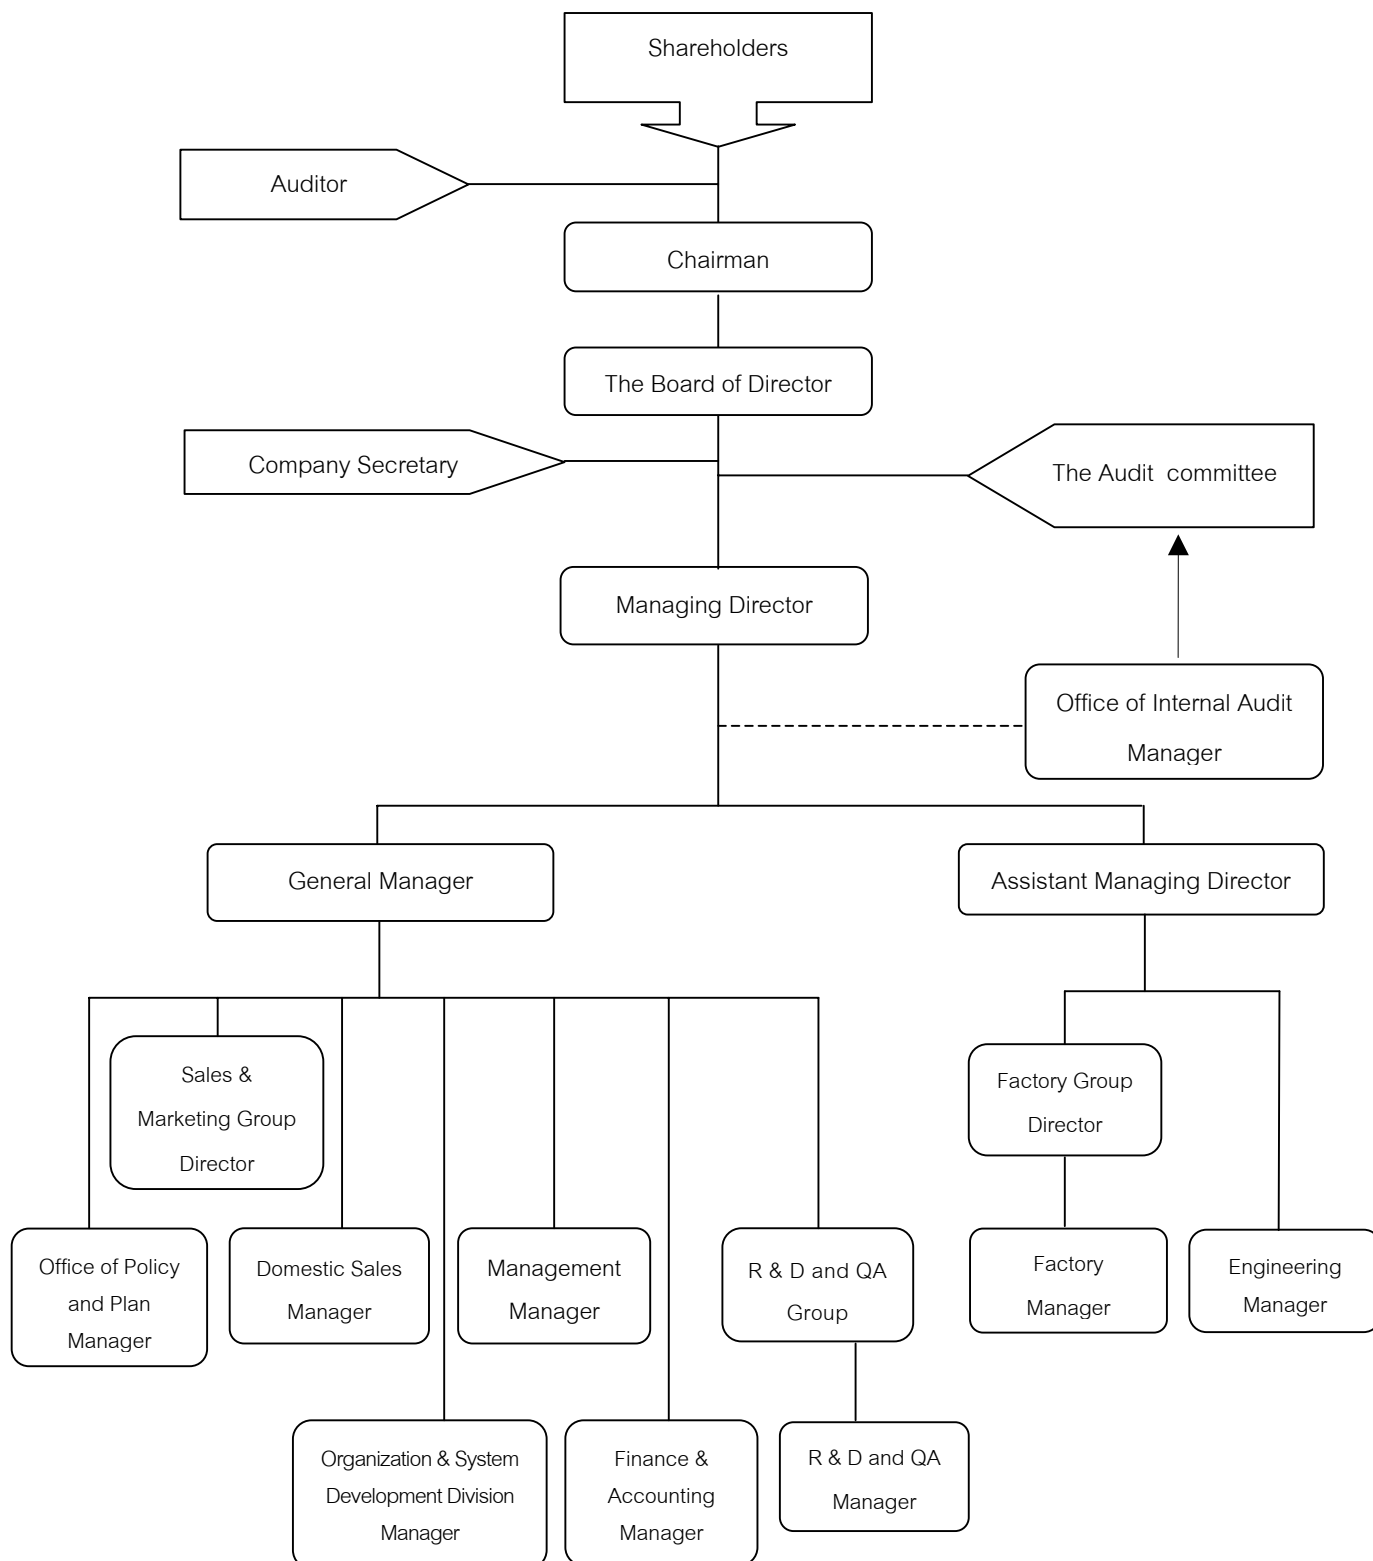 Shareholders
Auditor
Chairman
The Board of Director
Company Secretary
The Audit committee
Managing Director
Office of Internal Audit
Manager
General Manager
Assistant Managing Director
Sales &
Marketing Group
Director
Factory Group
Director
Office of Policy
and Plan
Manager
Domestic Sales
Manager
Management
Manager
R & D and QA
Group
Factory
Manager
Engineering
Manager
Organization & System
Development Division
Manager
Finance &
Accounting
Manager
R & D and QA
Manager